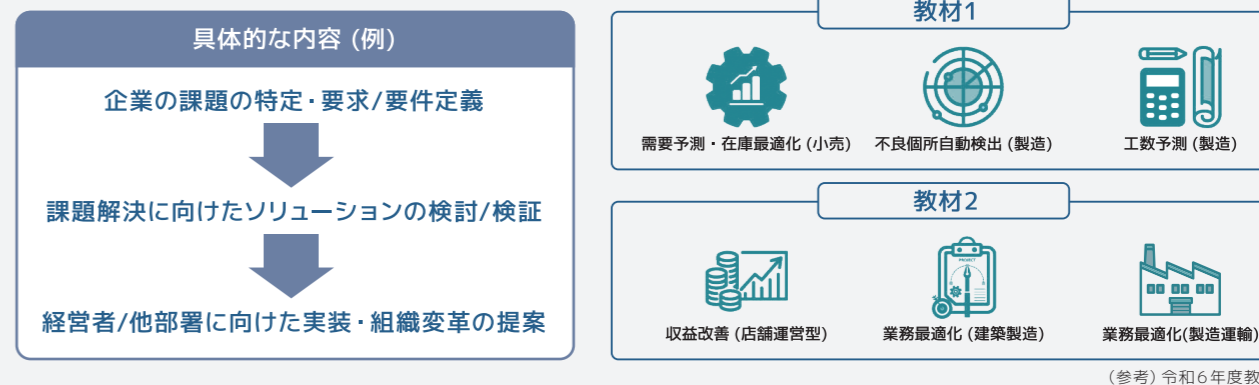 具体的な内容 (例)
企業の課題の特定・要求/要件定義
課題解決に向けたソリューションの検討/検証
経営者/他部署に向けた実装・組織変革の提案
教材1
需要予測・在庫最適化 (小売)
不良個所自動検出 (製造)
工数予測 (製造)
教材2
収益改善 (店舗運営型)
PROJECT
業務最適化 (建築製造)
業務最適化(製造運輸)
(参考) 令和6年度教